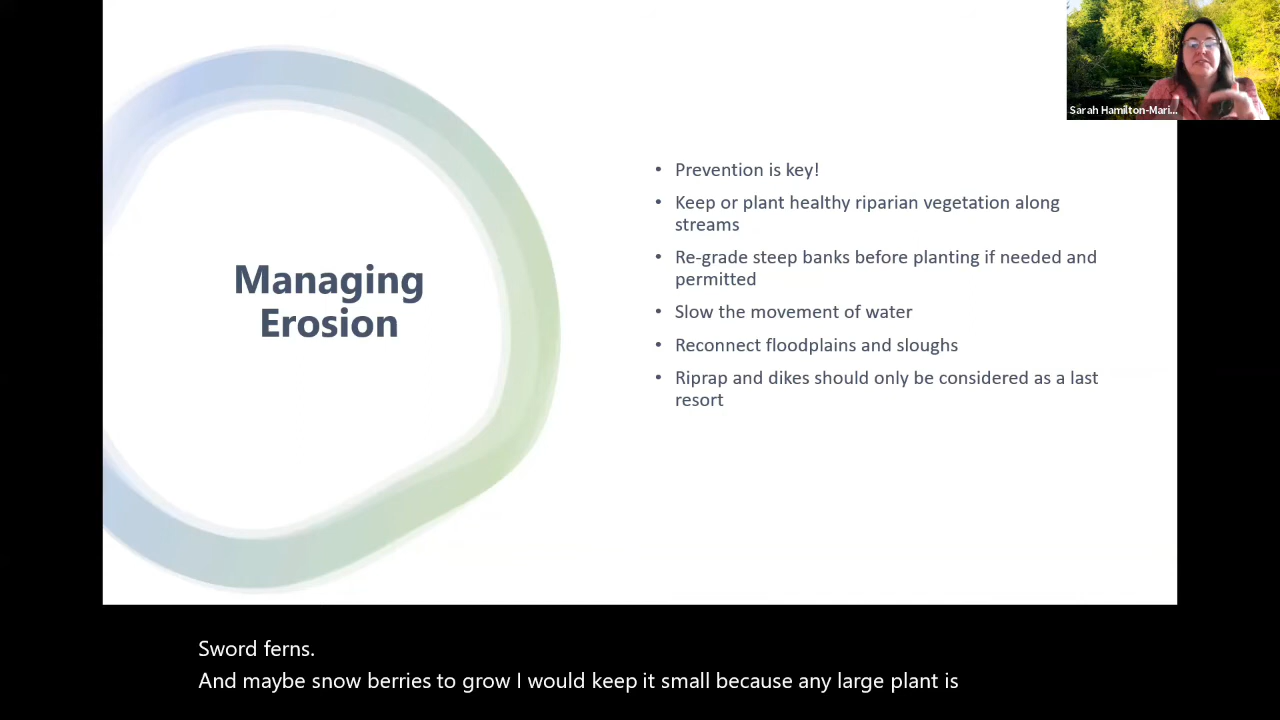 Sarah Hamilton-Mari...
Managing
Erosion
• Prevention is key!
• Keep or plant healthy riparian vegetation along
streams
• Re-grade steep banks before planting if needed and
permitted
• Slow the movement of water
• Reconnect floodplains and sloughs
• Riprap and dikes should only be considered as a last
resort
Sword ferns.
And maybe snow berries to grow I would keep it small because any large plant is